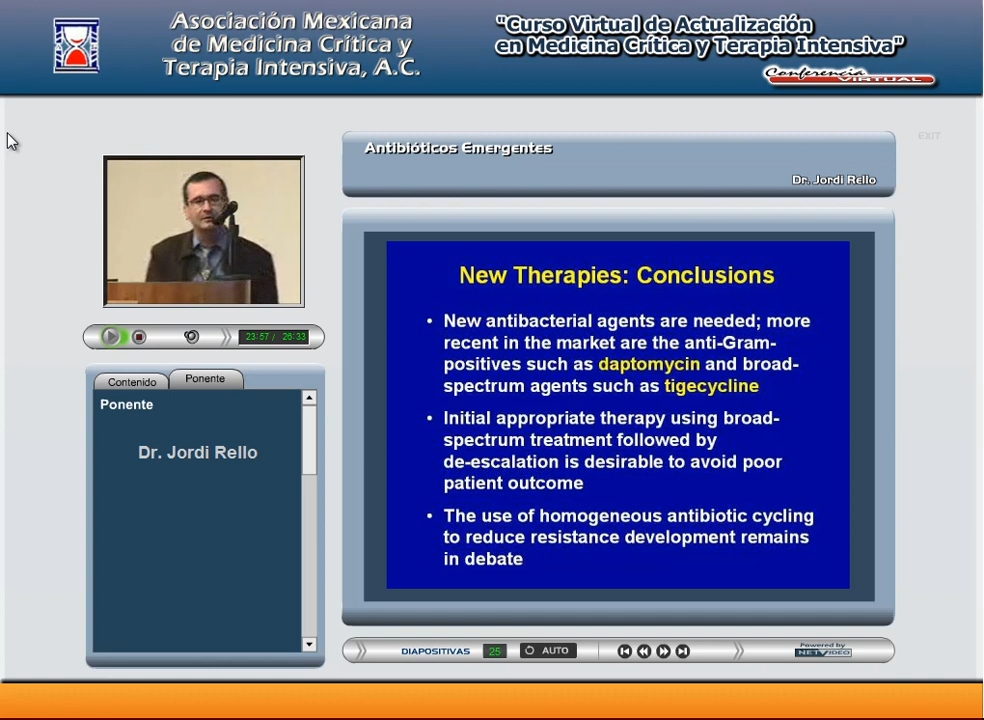 Asociación Mexicana
de Medicina Crítica y
Terapia Intensiva, A.C.
"Curso Virtual de Actualización
en Medicina Crítica y Terapia Intensiva"
Conferencia
VIRTUAL
EXIT
Antibióticos Emergentes
Dr. Jordi Rello
23:57 / 26:33
Contenido
Ponente
Ponente
Dr. Jordi Rello
New Therapies: Conclusions
• New antibacterial agents are needed; more
recent in the market are the anti-Gram-
positives such as daptomycin and broad-
spectrum agents such as tigecycline
• Initial appropriate therapy using broad-
spectrum treatment followed by
de-escalation is desirable to avoid poor
patient outcome
• The use of homogeneous antibiotic cycling
to reduce resistance development remains
in debate
DIAPOSITIVAS
25
AUTO
Powered by
NETVIDEO